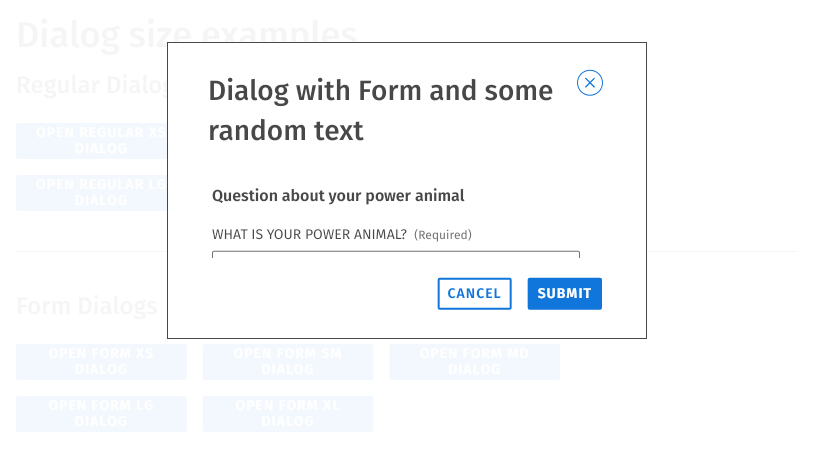 Dialog size examples
Regular Dialog
OPEN REGULAR XS
DIALOG
OPEN REGULAR LG
DIALOG
Dialog with Form and some
random text
Question about your power animal
WHAT IS YOUR POWER ANIMAL? (Required)
CANCEL SUBMIT
Form Dialogs
OPEN FORM XS
DIALOG
OPEN FORM SM
DIALOG
OPEN FORM MD
DIALOG
OPEN FORM LG
DIALOG
OPEN FORM XL
DIALOG